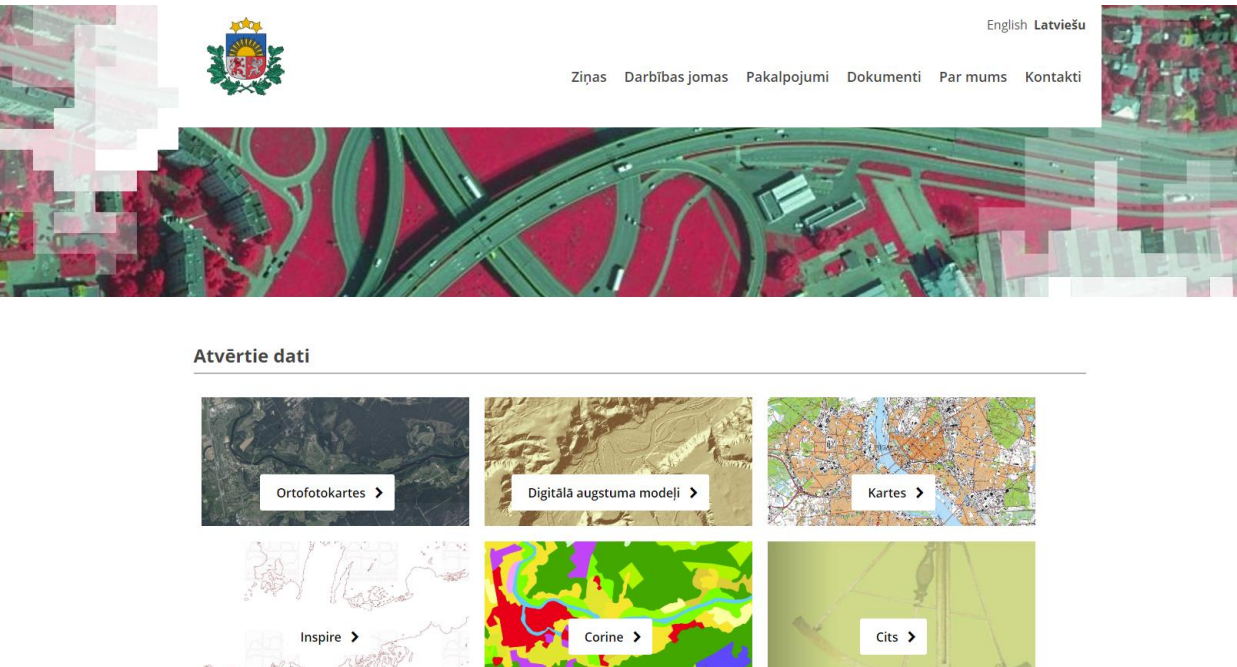 English Latviešu
Ziņas Darbības jomas Pakalpojumi Dokumenti Par mums Kontakti
Atvērtie dati
Ortofotokartes
Digitālā augstuma modeļi
Kartes
Inspire
Corine
Cits